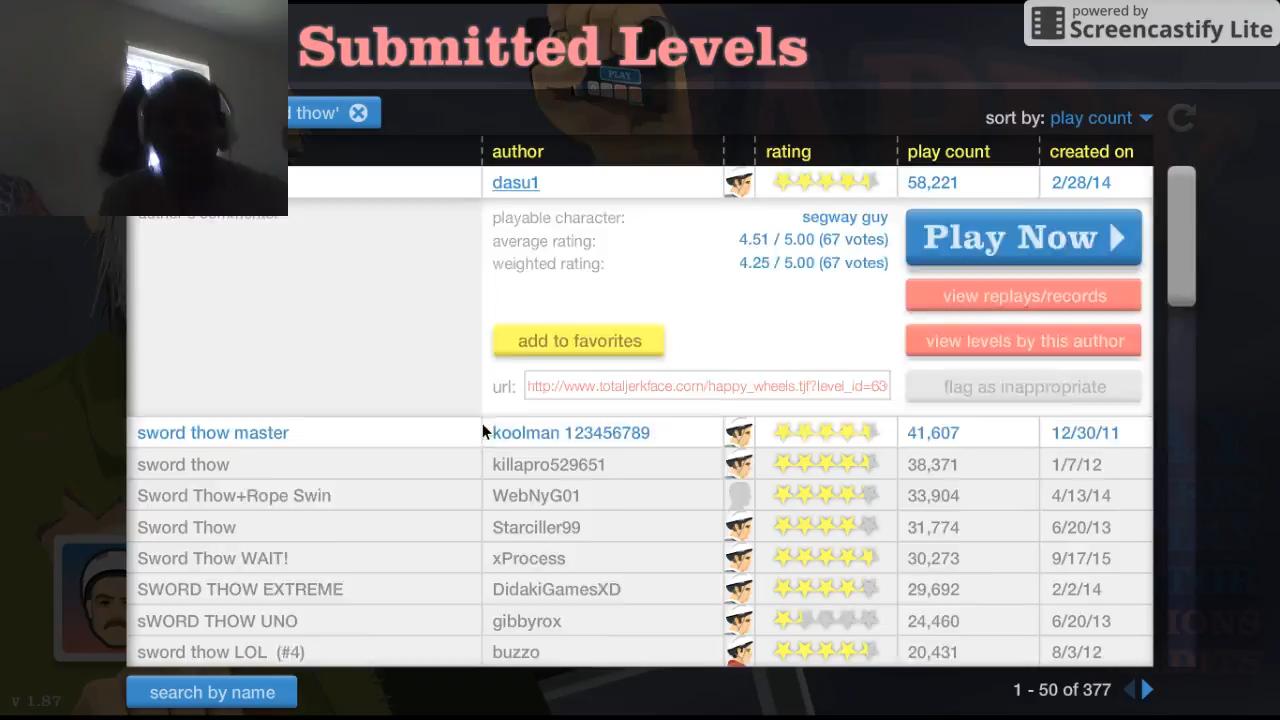 powered by
Screencastify Lite
Submitted Levels
PLAY
thow'
sort by: play count
author rating play count created on
dasu1 58,221 2/28/14
playable character: segway guy
average rating: 4.51 / 5.00 (67 votes)
weighted rating: 4.25 / 5.00 (67 votes)
Play Now
view replays/records
add to favorites
view levels by this author
url: http://www.totaljerkface.com/happy_wheels.tjf?level_id=63
flag as inappropriate
sword thow master koolman 123456789 41,607 12/30/11
sword thow killapro529651 38,371 1/7/12
Sword Thow+Rope Swin WebNyG01 33,904 4/13/14
Sword Thow Starciller99 31,774 6/20/13
Sword Thow WAIT! xProcess 30,273 9/17/15
SWORD THOW EXTREME DidakiGamesXD 29,692 2/2/14
sWORD THOW UNO gibbyrox 24,460 6/20/13
sword thow LOL (#4) buzzo 20,431 8/3/12
search by name
1 - 50 of 377
v 1.87